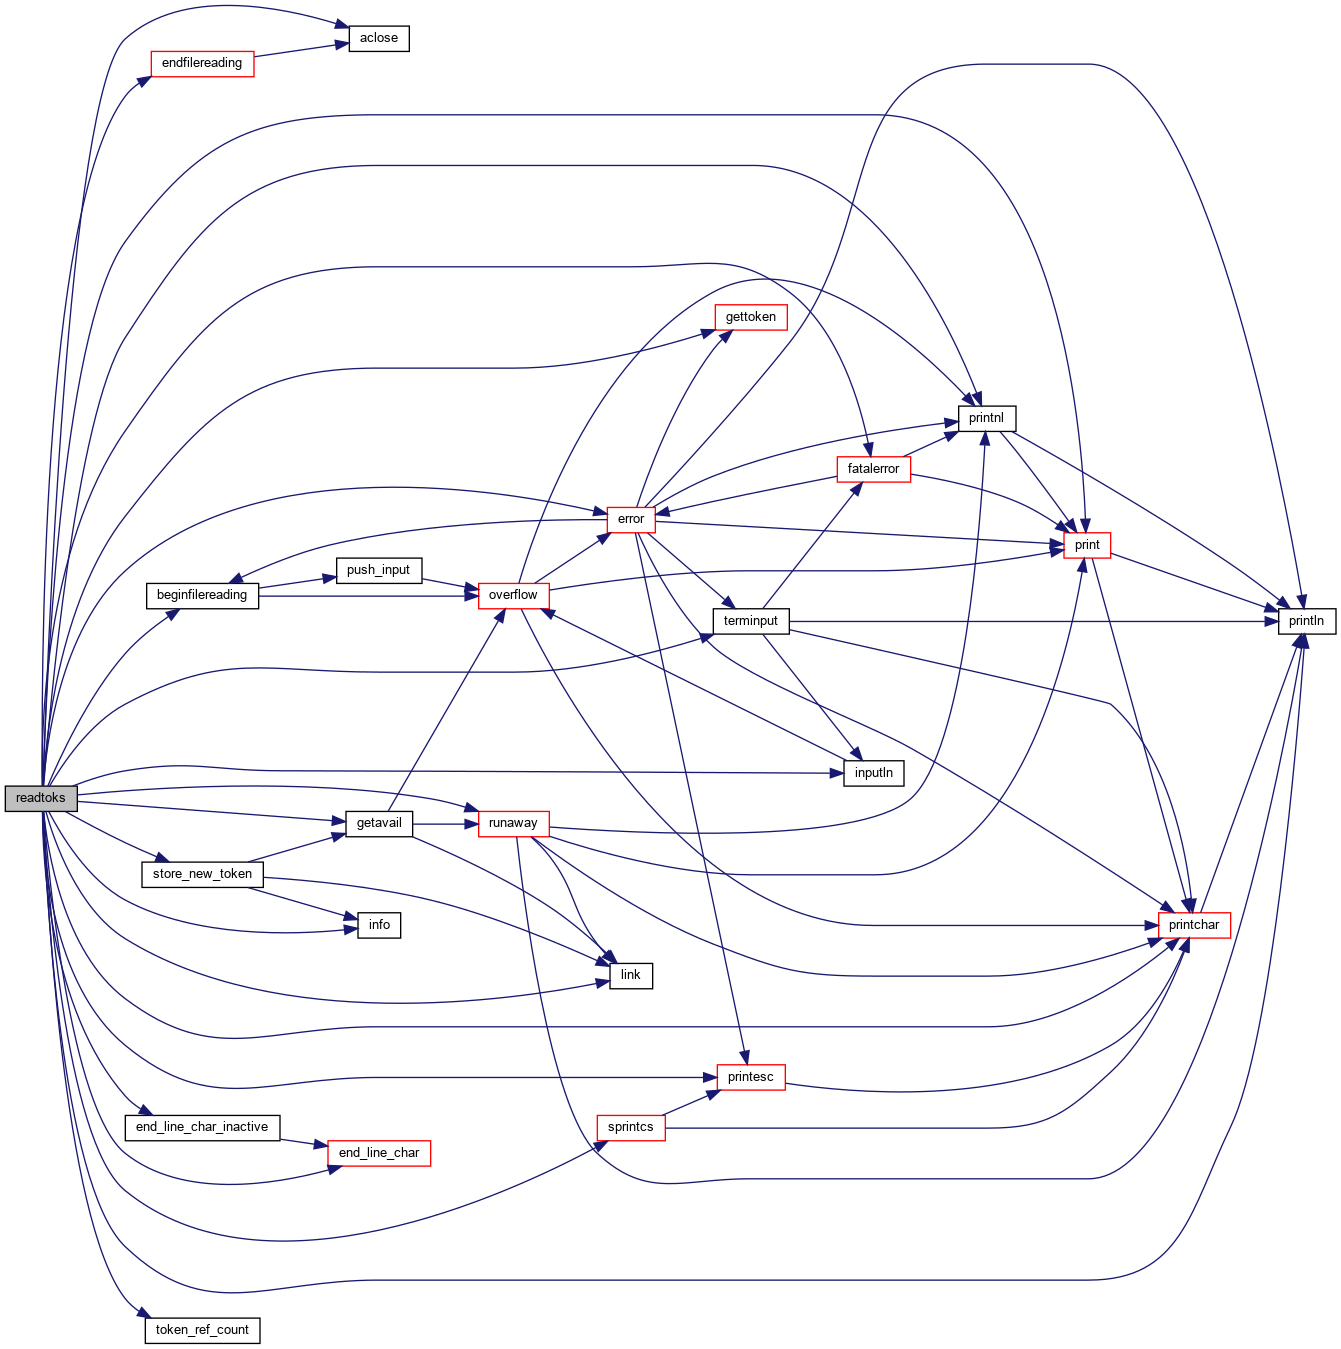 aclose
endfilereading
gettoken
printnl
fatalerror
error
print
push_input
beginfilereading
overflow
terminput
println
inputln
readtoks
getavail
runaway
store_new_token
info
printchar
link
printesc
end_line_char_inactive
sprintcs
end_line_char
token_ref_count